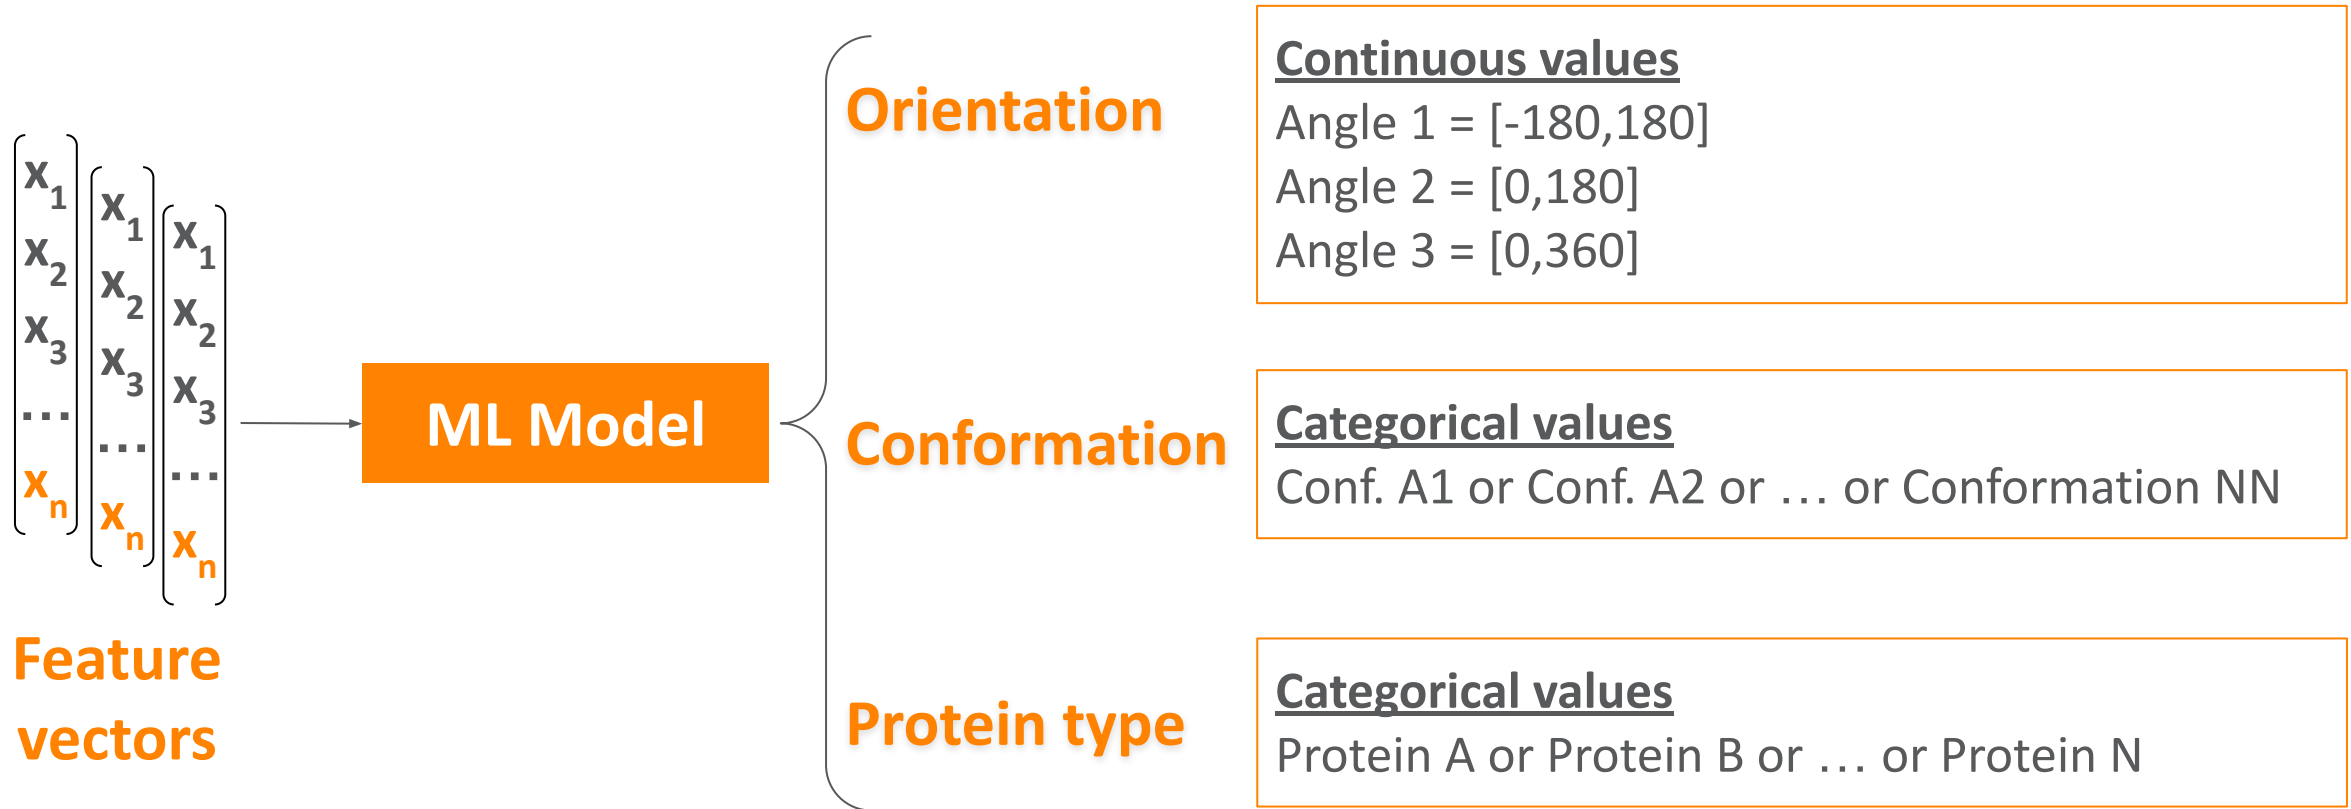 x1
x2
x3
...
xn
x1
x2
x3
...
xn
x1
x2
x3
...
xn
Feature
vectors
ML Model
Orientation
Continuous values
Angle 1 = [-180,180]
Angle 2 = [0,180]
Angle 3 = [0,360]
Conformation
Categorical values
Conf. A1 or Conf. A2 or … or Conformation NN
Protein type
Categorical values
Protein A or Protein B or … or Protein N